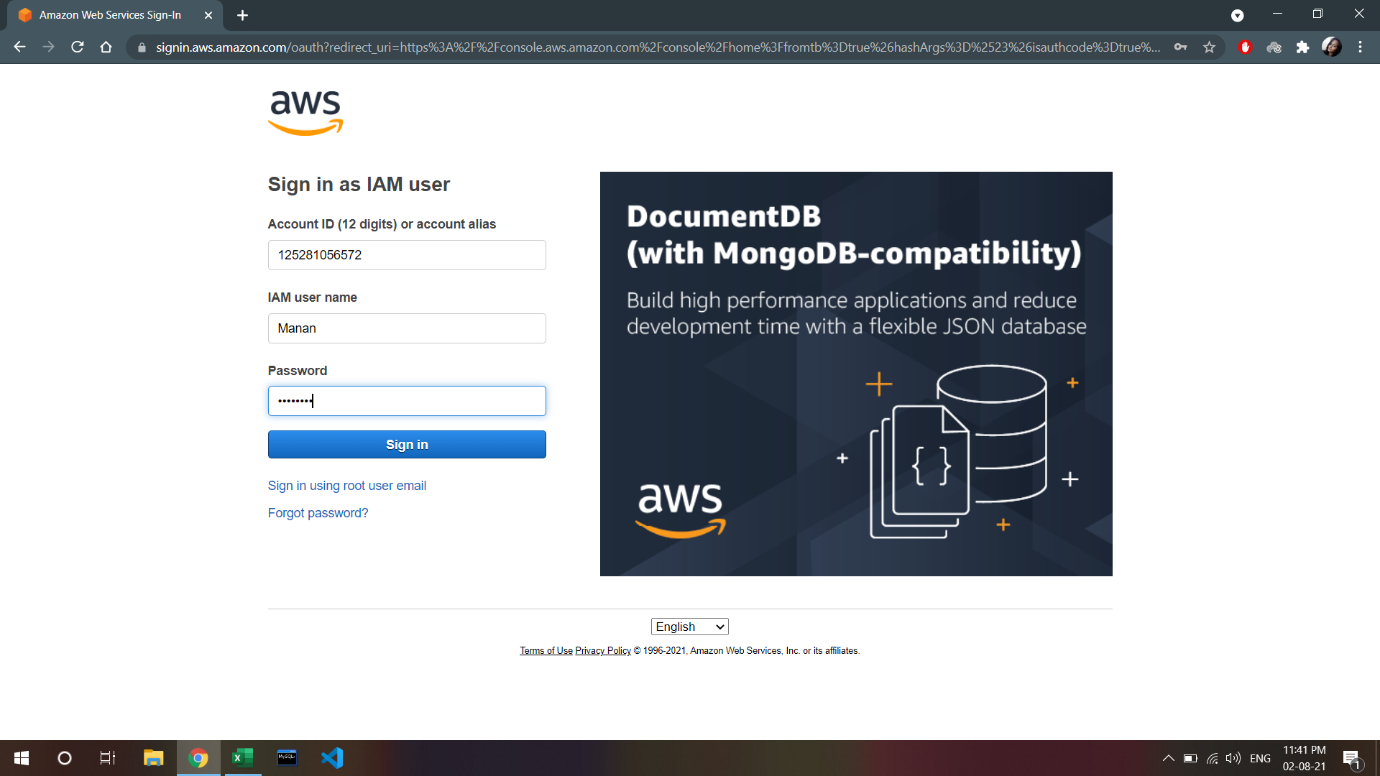 Amazon Web Services Sign-In
signin.aws.amazon.com/oauth?redirect_uri=https%3A%2F%2Fconsole.aws.amazon.com%2Fconsole%2Fhome%3Ffromtb%3Dtrue%26hashArgs%3D%2523%26isauthcode%3Dtrue%...
aws
Sign in as IAM user
Account ID (12 digits) or account alias
125281056572
IAM user name
Manan
Password
••••••••
Sign in
Sign in using root user email
Forgot password?
DocumentDB
(with MongoDB-compatibility)
Build high performance applications and reduce
development time with a flexible JSON database
{ }
aws
English
Terms of Use Privacy Policy © 1996-2021, Amazon Web Services, Inc. or its affiliates.
MySQL
ENG
11:41 PM
02-08-21
1